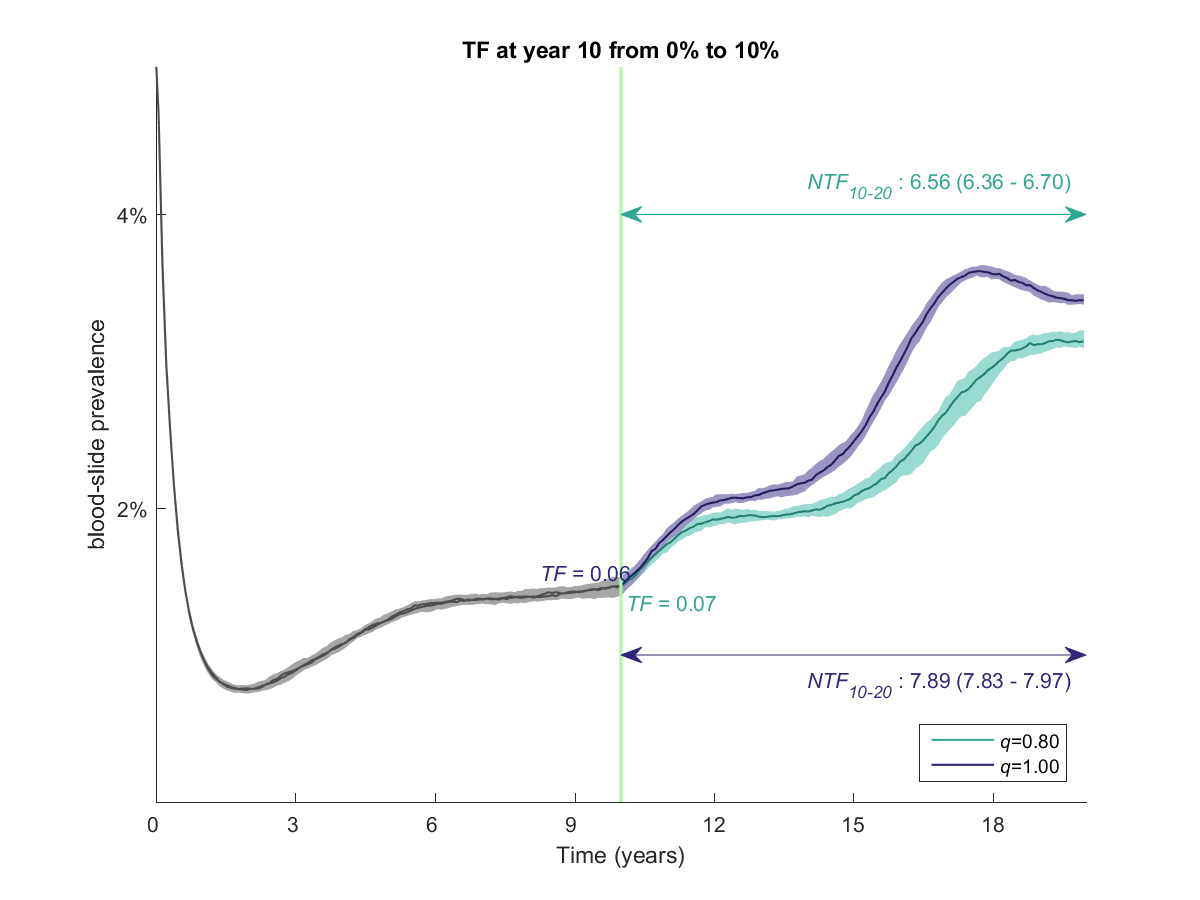 TF at year 10 from 0% to 10%
NTF10-20 : 6.56 (6.36 - 6.70)
4%
2%
blood-slide prevalence
TF = 0.06
TF = 0.07
NTF10-20 : 7.89 (7.83 - 7.97)
q=0.80
q=1.00
0 3 6 9 12 15 18
Time (years)